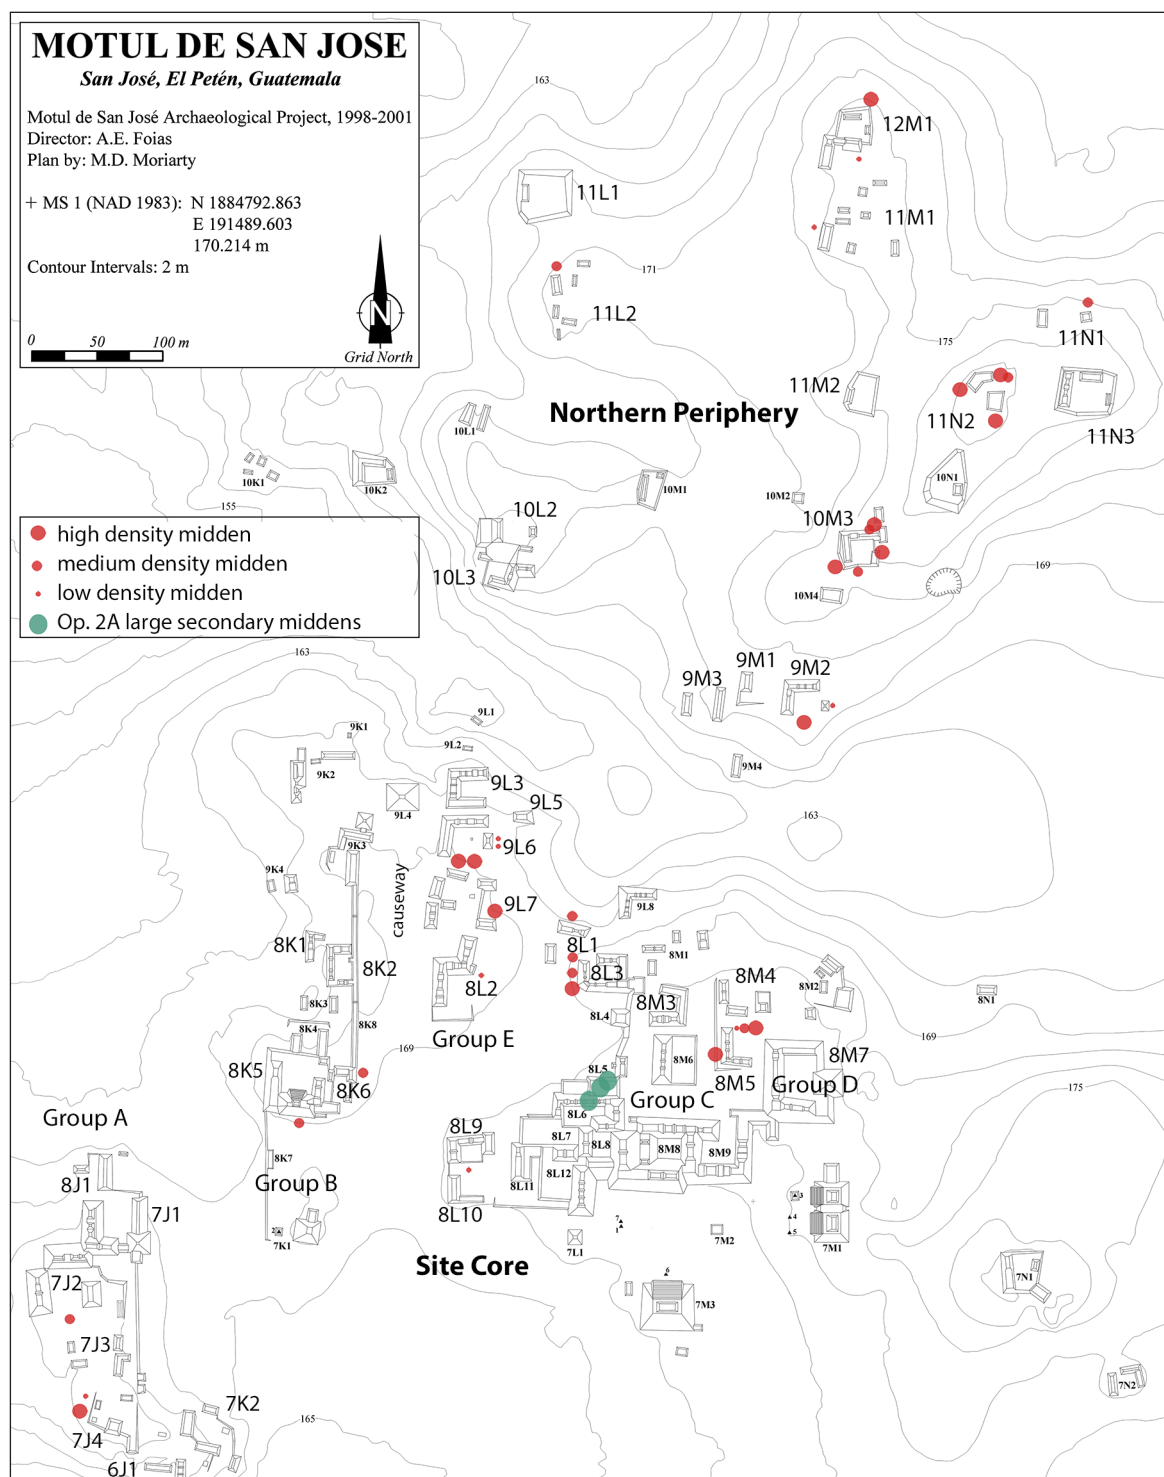 MOTUL DE SAN JOSE
San José, El Petén, Guatemala
Motul de San José Archaeological Project, 1998-2001
Director: A.E. Foias
Plan by: M.D. Moriarty
+ MS 1 (NAD 1983): N 1884792.863
E 191489.603
170.214 m
Contour Intervals: 2 m
0 50 100 m
N
Grid North
163
12M1
11L1
11M1
171
11L2
11N1
175
11M2
Northern Periphery
11N2
11N3
10L1
10K1
10K2
10M1
10M2
10N1
155
10L2
10M3
high density midden
medium density midden
low density midden
Op. 2A large secondary middens
10L3
169
10M4
163
9M1
9M2
9M3
9L1
9K1
9L2
9K2
9M4
9L3
9L5
9L4
163
9K3
9L6
9K4
causeway
9L7
9L8
8K1
8L1
8M1
8K2
8L3
8M4
8L2
8M2
8N1
8K3
8M3
8L4
8K4
8K8
Group E
169
169
8M7
8K5
8L5
8M6
8K6
8M5
Group D
175
Group C
8L6
Group A
8L9
8L7
8L8
8M8
8M9
8K7
8L12
8J1
Group B
8L11
3
7J1
8L10
7
4
1
2
7K1
7L1
7M2
5
7M1
Site Core
6
7J2
7N1
7M3
7J3
7N2
7K2
165
7J4
6J1